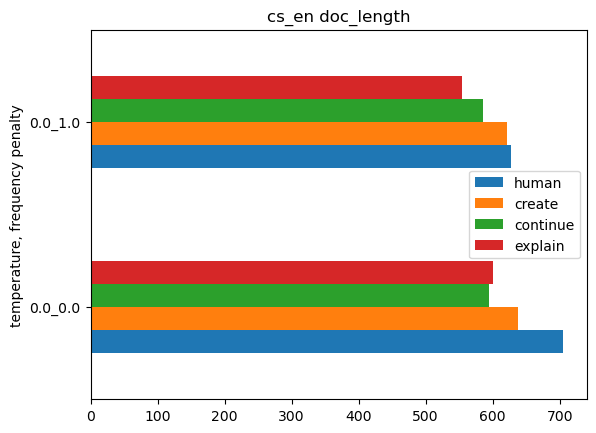 cs_en doc_length
temperature, frequency penalty
0.0_1.0
0.0_0.0
human
create
continue
explain
0 100 200 300 400 500 600 700